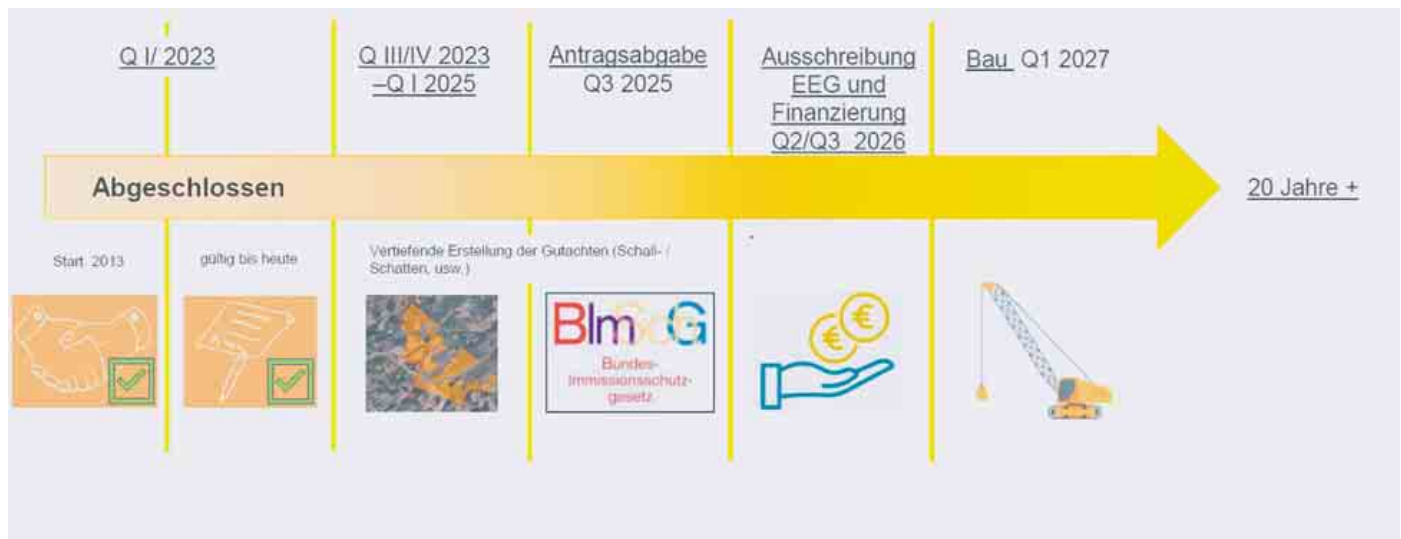 Q I/ 2023
Q III/IV 2023
–Q I 2025
Antragsabgabe
Q3 2025
Ausschreibung
EEG und
Finanzierung
Q2/Q3 2026
Bau Q1 2027
Abgeschlossen
20 Jahre +
Start 2013
gültig bis heute
Vertiefende Erstellung der Gutachten (Schall- /
Schatten, usw.)
BImScG
Bundes-
Immissionsschutz-
gesetz